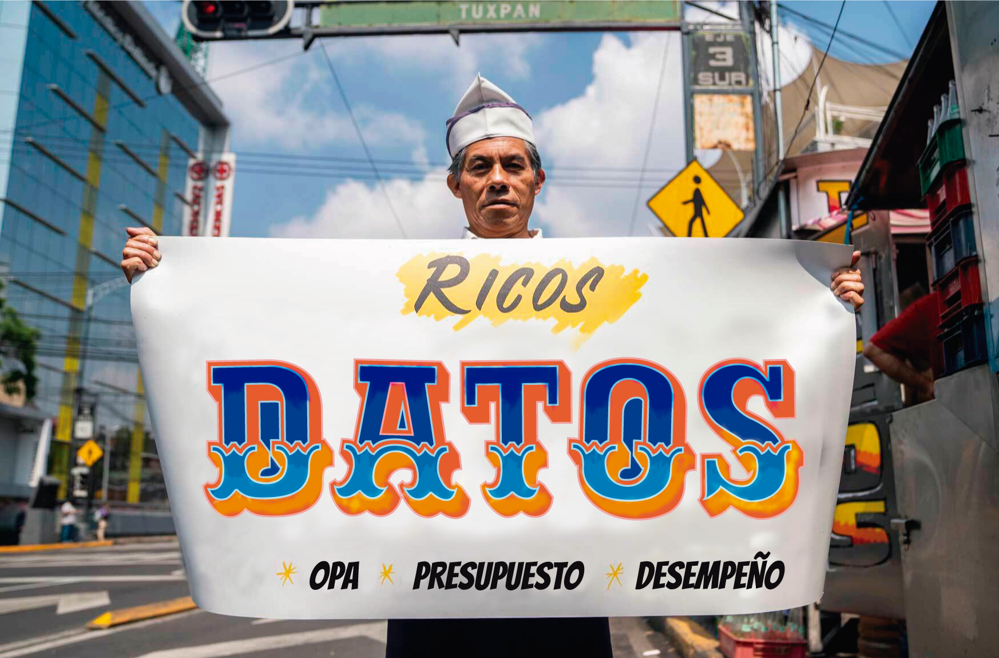 TUXPAN
EJE
3
SUR
RICOS
DATOS
OPA PRESUPUESTO DESEMPEÑO